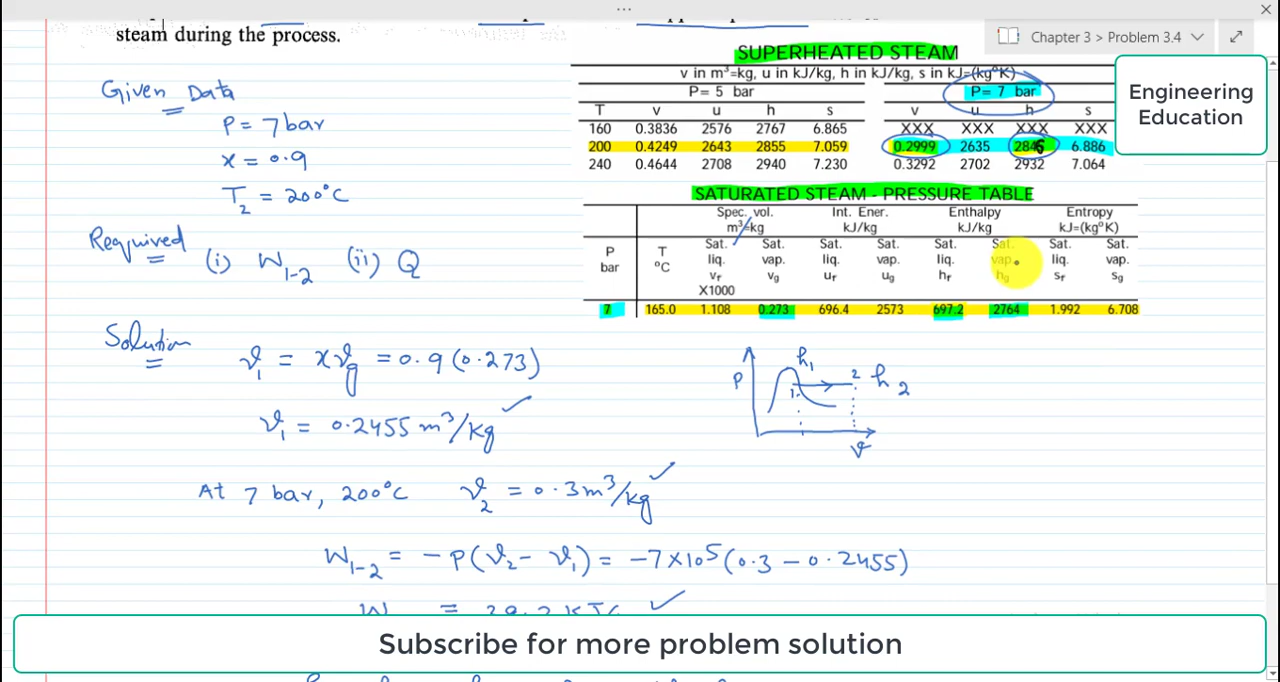 steam during the process.
Chapter 3 > Problem 3.4
Engineering
Education
SUPERHEATED STEAM
v in m³=kg, u in kJ/kg, h in kJ/kg, s in kJ=(kg°K)
P= 5 bar P= 7 bar
T v u h s v u h s
160 0.3836 2576 2767 6.865 XXX XXX XXX XXX
200 0.4249 2643 2855 7.059 0.2999 2635 2845 6.886
240 0.4644 2708 2940 7.230 0.3292 2702 2932 7.064
SATURATED STEAM - PRESSURE TABLE
Spec. vol. Int. Ener. Enthalpy Entropy
m³=kg kJ/kg kJ/kg kJ=(kg°K)
P T Sat. Sat. Sat. Sat. Sat. Sat. Sat. Sat.
bar °C liq. vap. liq. vap. liq. vap. liq. vap.
vf vg uf ug hf hg sf sg
X1000
7 165.0 1.108 0.273 696.4 2573 697.2 2764 1.992 6.708
Given Data
P = 7 bar
x = 0.9
T₂ = 200°C
Required (i) W₁₋₂ (ii) Q
Solution
v₁ = xvg = 0.9 (0.273)
v₁ = 0.2455 m³/kg
P h₁ 1 2 h₂
v
At 7 bar, 200°C v₂ = 0.3 m³/kg
W₁₋₂ = -P(v₂ - v₁) = -7×10⁵ (0.3 - 0.2455)
Subscribe for more problem solution